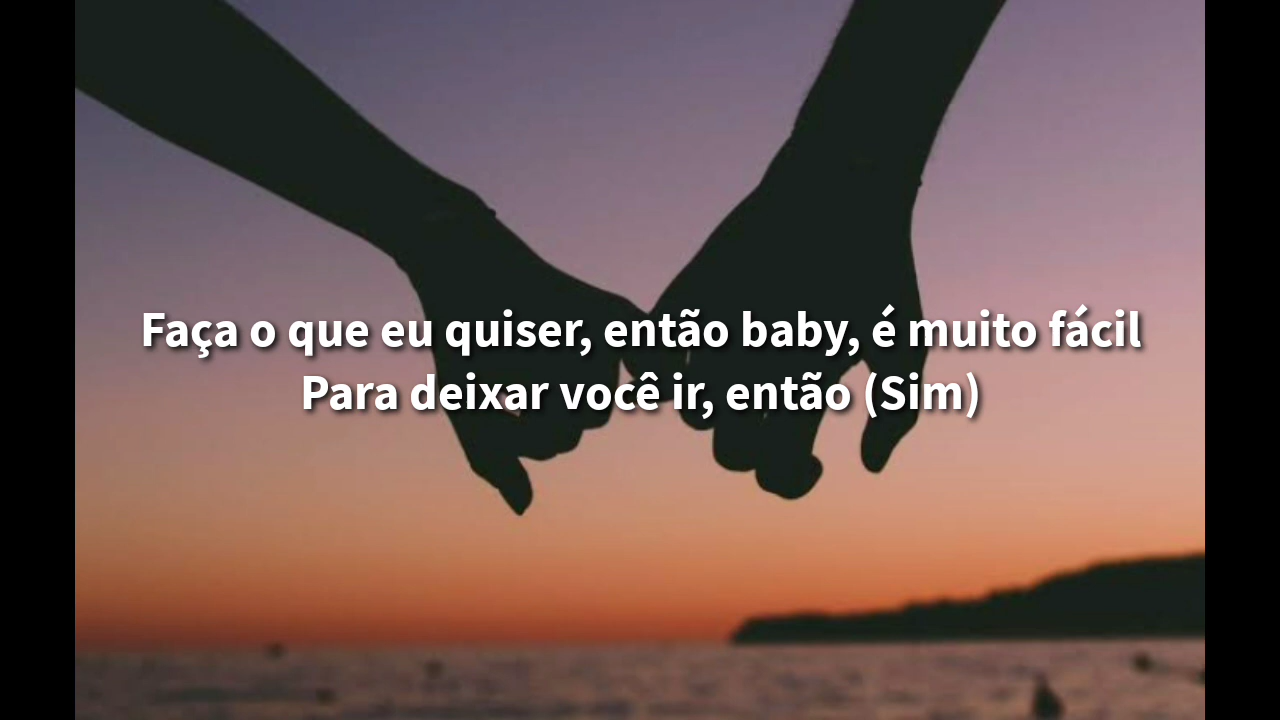 Faça o que eu quiser, então baby, é muito fácil
Para deixar você ir, então (Sim)